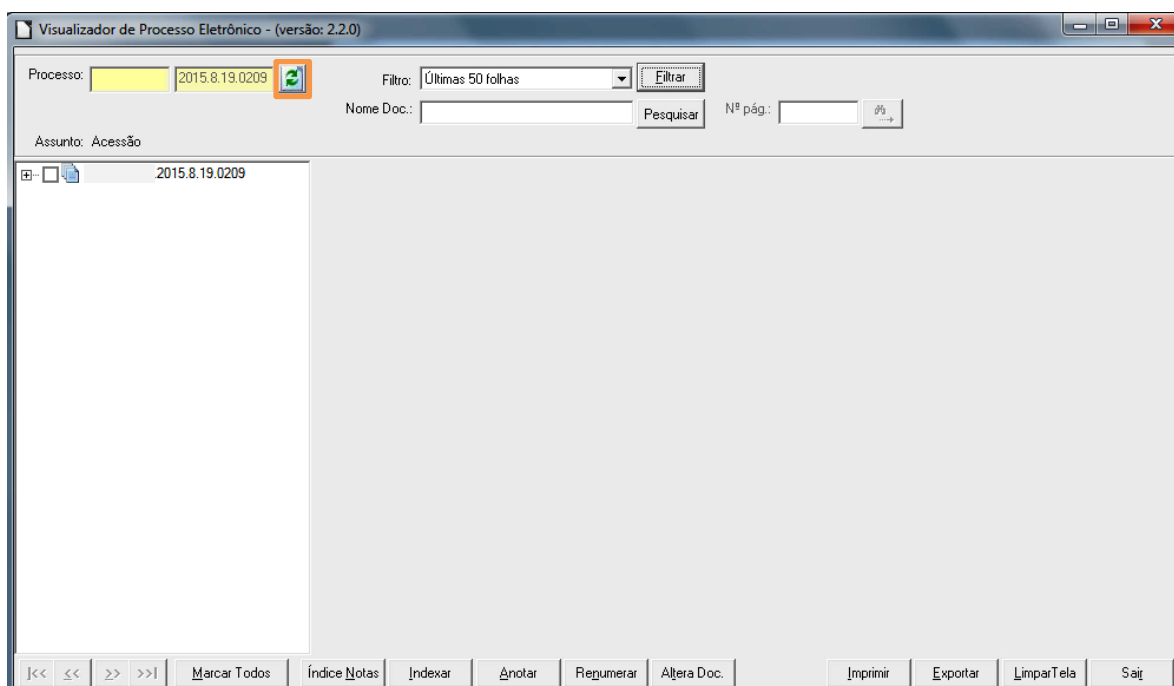 Visualizador de Processo Eletrônico - (versão: 2.2.0)
Processo: 2015.8.19.0209 Filtro: Últimas 50 folhas Filtrar
Nome Doc.: Pesquisar Nº pág.:
Assunto: Acessão
.2015.8.19.0209
|<< << >> >>| Marcar Todos Índice Notas Indexar Anotar Renumerar Altera Doc. Imprimir Exportar LimparTela Sair